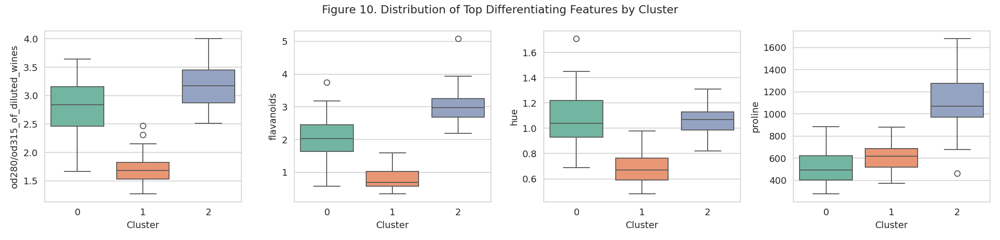 Figure 10. Distribution of Top Differentiating Features by Cluster
od280/od315_of_diluted_wines
4.0
3.5
3.0
2.5
2.0
1.5
0 1 2
Cluster
flavanoids
5
4
3
2
1
0 1 2
Cluster
hue
1.6
1.4
1.2
1.0
0.8
0.6
0 1 2
Cluster
proline
1600
1400
1200
1000
800
600
400
0 1 2
Cluster